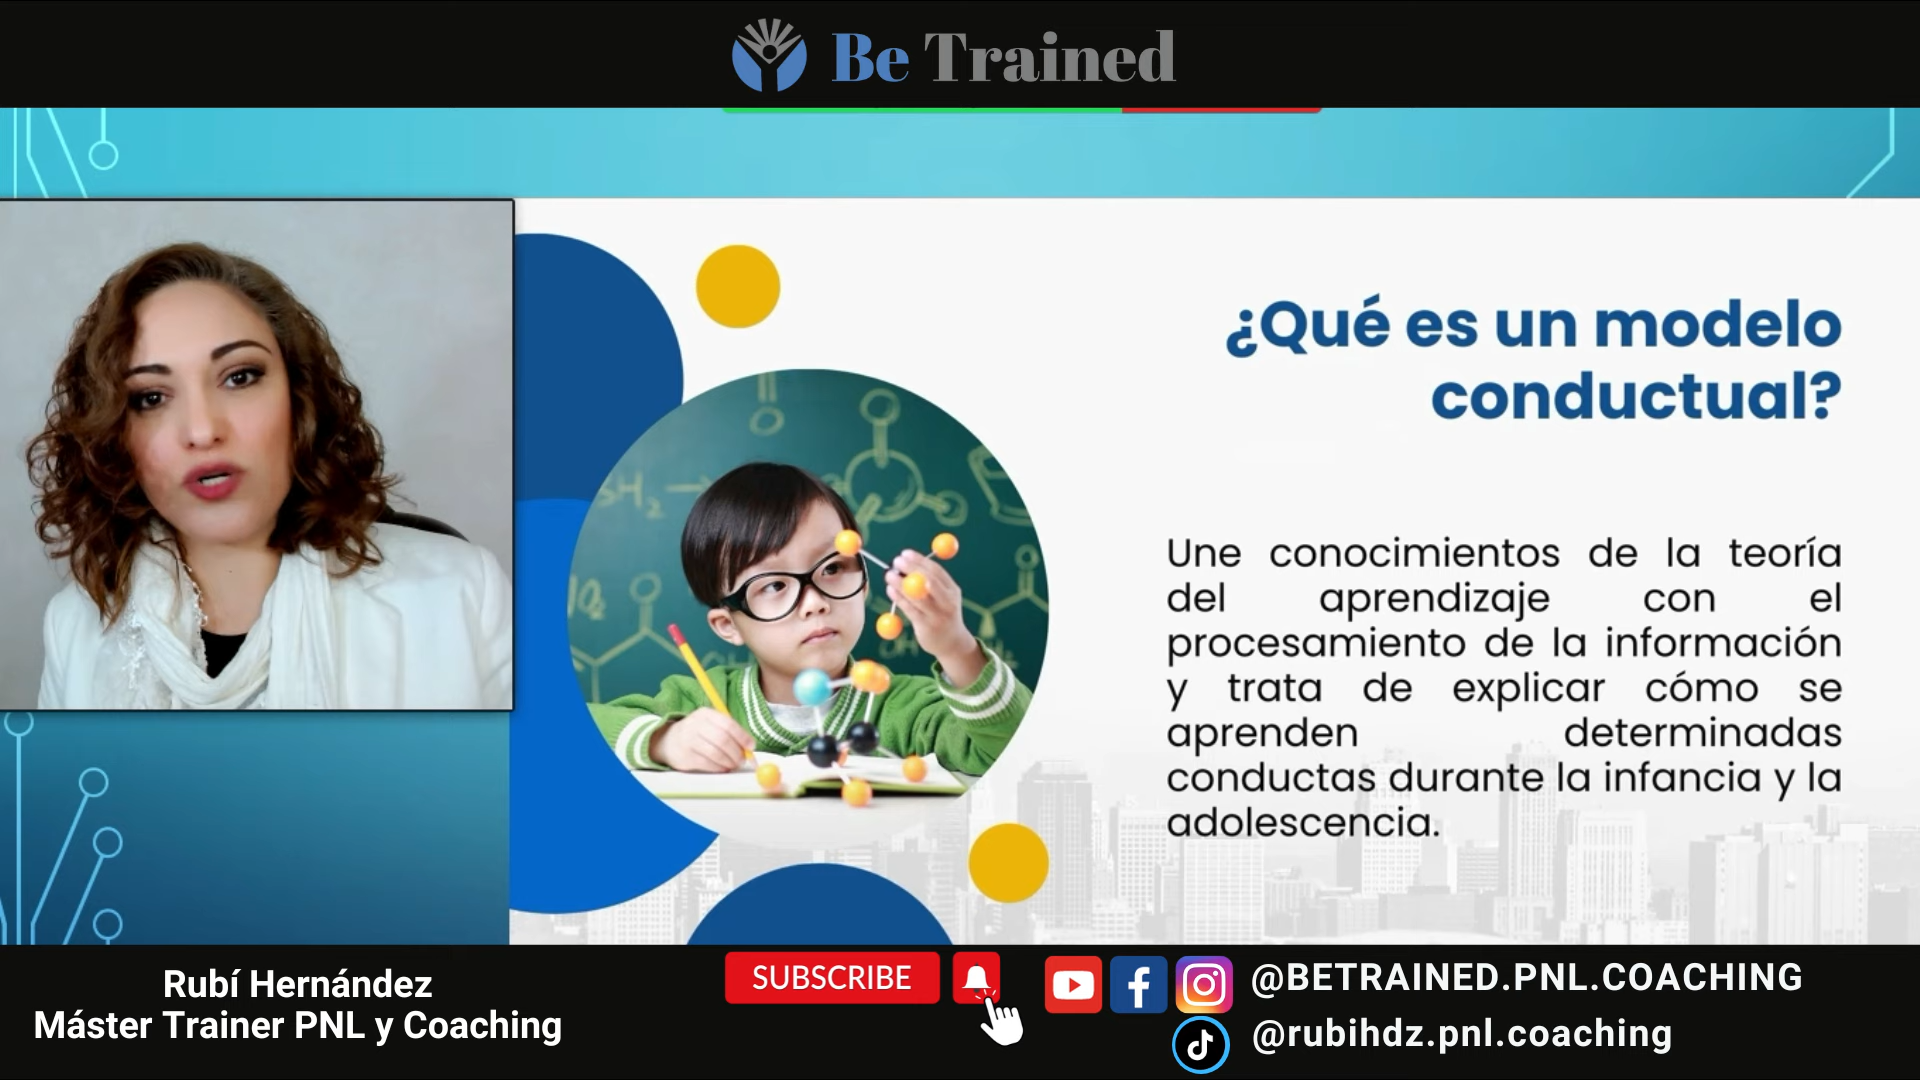 Be Trained
¿Qué es un modelo
conductual?
Une conocimientos de la teoría
del aprendizaje con el
procesamiento de la información
y trata de explicar cómo se
aprenden determinadas
conductas durante la infancia y la
adolescencia.
Rubí Hernández
Máster Trainer PNL y Coaching
SUBSCRIBE
@BETRAINED.PNL.COACHING
@rubihdz.pnl.coaching